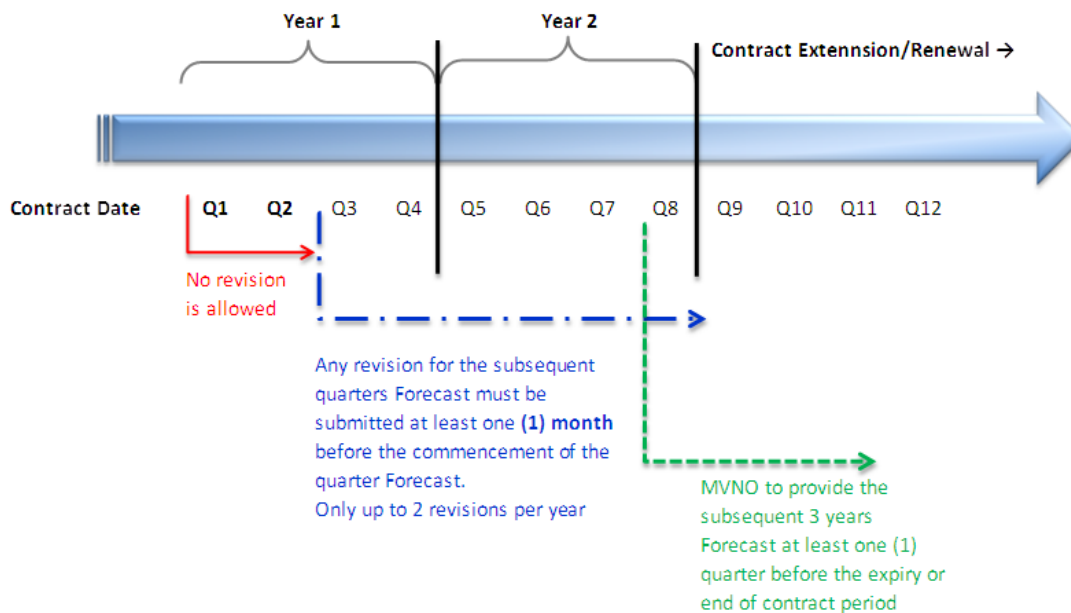 Year 1
Year 2
Contract Extennsion/Renewal →
Contract Date Q1 Q2 Q3 Q4 Q5 Q6 Q7 Q8 Q9 Q10 Q11 Q12
No revision
is allowed
Any revision for the subsequent
quarters Forecast must be
submitted at least one (1) month
before the commencement of the
quarter Forecast.
Only up to 2 revisions per year
MVNO to provide the
subsequent 3 years
Forecast at least one (1)
quarter before the expiry or
end of contract period